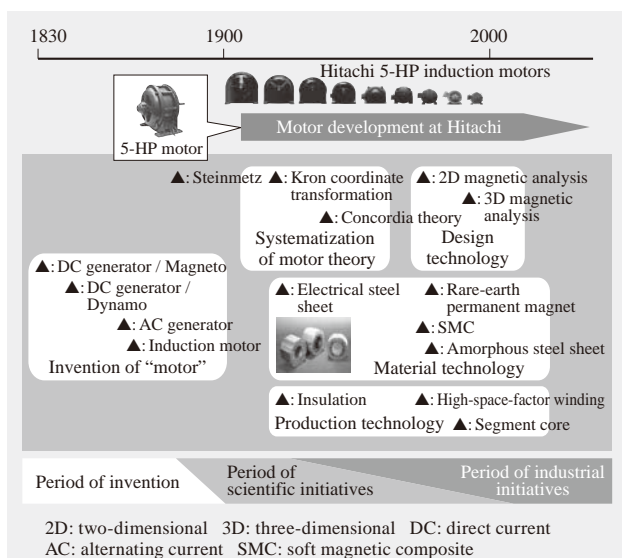 1830 1900 2000
Hitachi 5-HP induction motors
5-HP motor
Motor development at Hitachi
▲: Steinmetz
▲: Kron coordinate
transformation
▲: Concordia theory
Systematization
of motor theory
▲: 2D magnetic analysis
▲: 3D magnetic
analysis
Design
technology
▲: DC generator / Magneto
▲: DC generator /
Dynamo
▲: AC generator
▲: Induction motor
Invention of “motor”
▲: Electrical steel
sheet
▲: Rare-earth
permanent magnet
▲: SMC
▲: Amorphous steel sheet
Material technology
▲: Insulation
▲: High-space-factor winding
Production technology
▲: Segment core
Period of invention
Period of
scientific initiatives
Period of industrial
initiatives
2D: two-dimensional 3D: three-dimensional DC: direct current
AC: alternating current SMC: soft magnetic composite